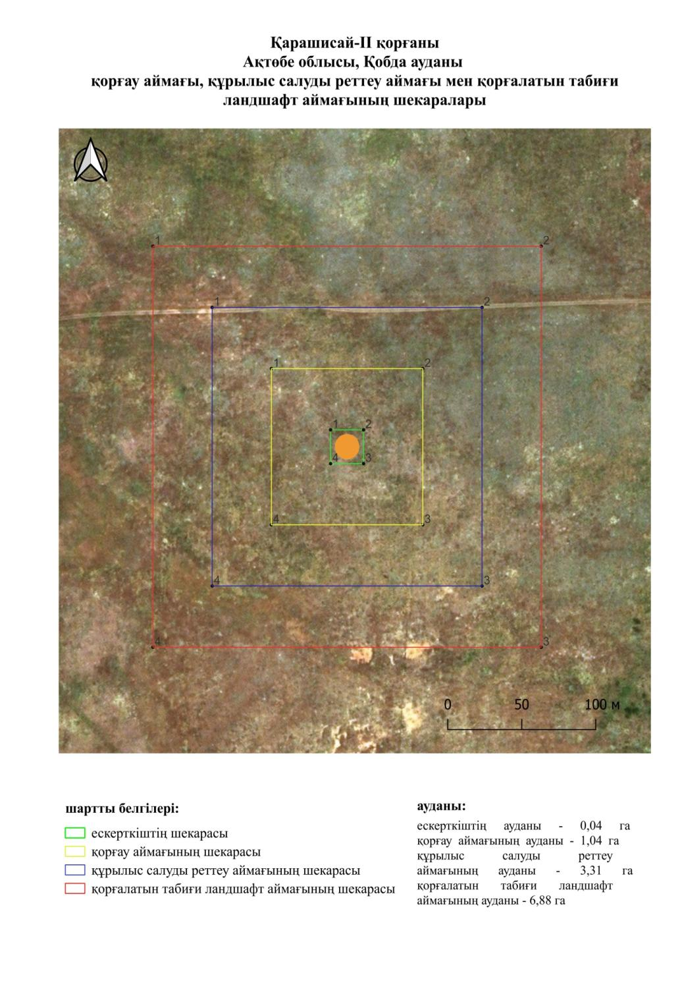 Қарашисай-II қорғаны
Ақтөбе облысы, Қобда ауданы
қорғау аймағы, құрылыс салуды реттеу аймағы мен қорғалатын табиғи
ландшафт аймағының шекаралары
1
2
1
2
1
2
1
2
4
3
4
3
4
3
4
3
0 50 100 м
шартты белгілері:
ескерткіштің шекарасы
қорғау аймағының шекарасы
құрылыс салуды реттеу аймағының шекарасы
қорғалатын табиғи ландшафт аймағының шекарасы
ауданы:
ескерткіштің ауданы - 0,04 га
қорғау аймағының ауданы - 1,04 га
құрылыс салуды реттеу
аймағының ауданы - 3,31 га
қорғалатын табиғи ландшафт
аймағының ауданы - 6,88 га